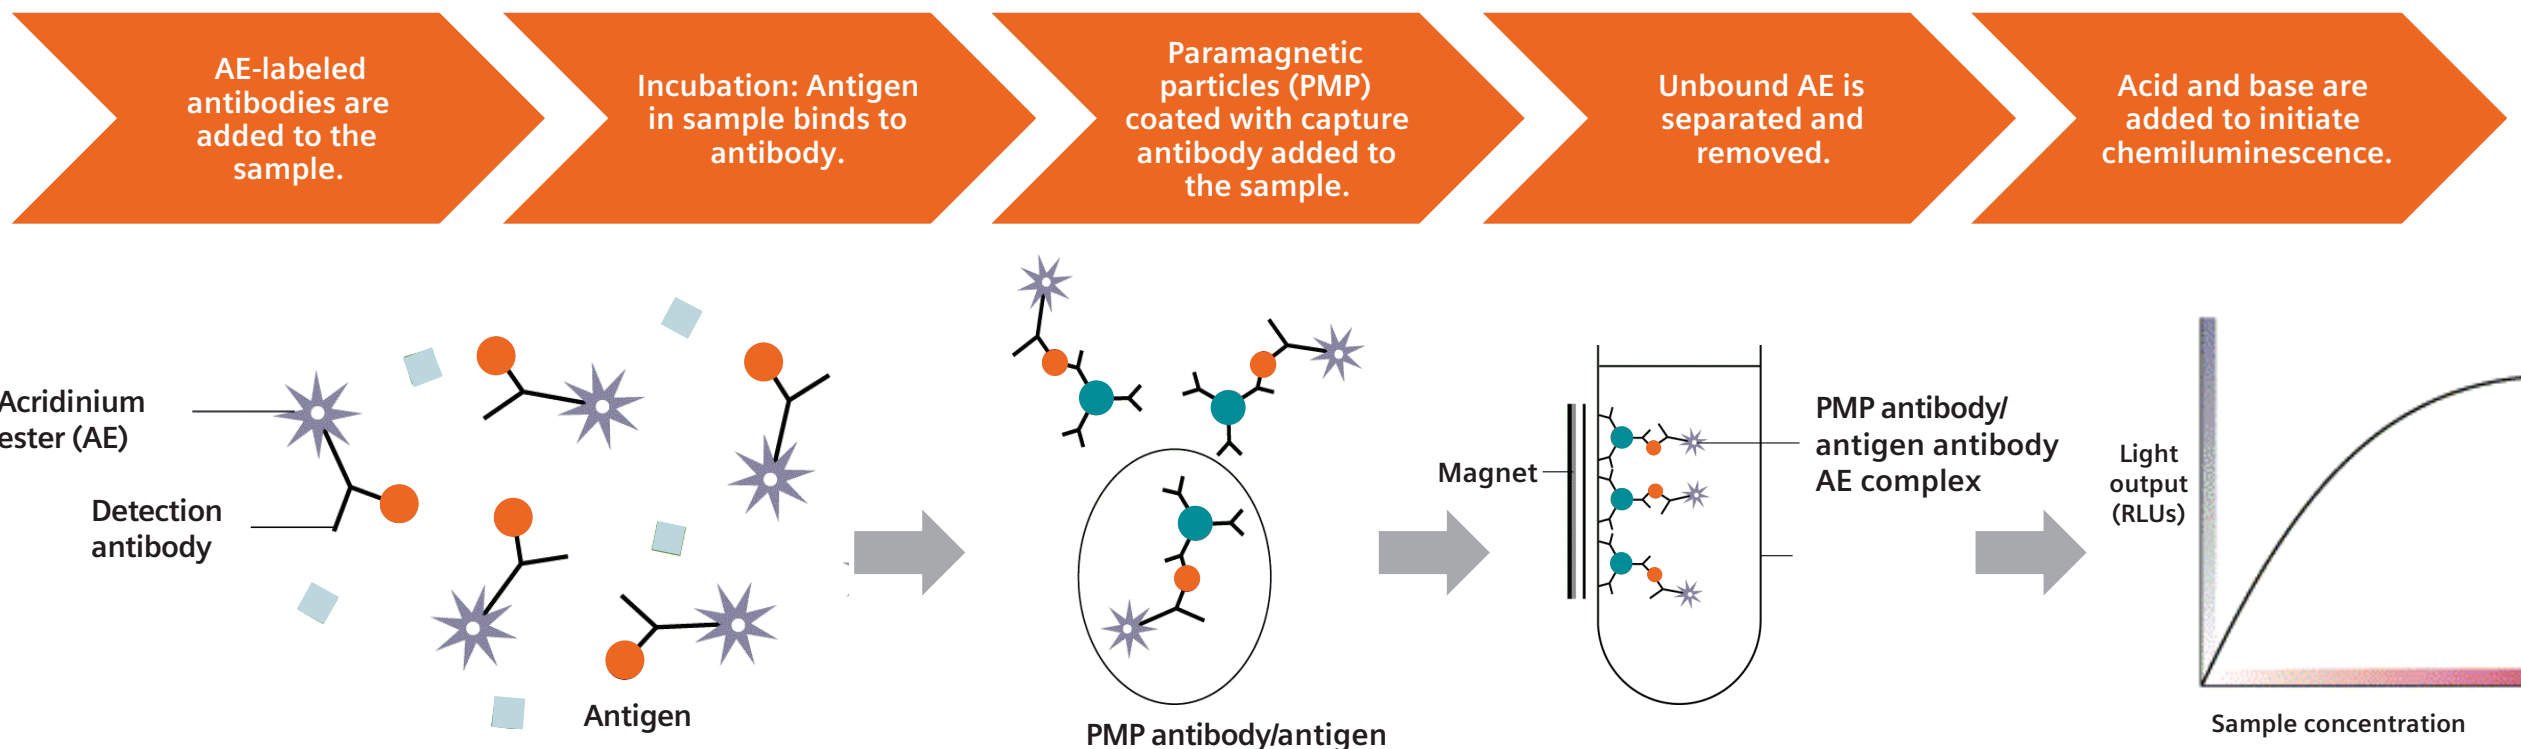 AE-labeled
antibodies are
added to the
sample.
Incubation: Antigen
in sample binds to
antibody.
Paramagnetic
particles (PMP)
coated with capture
antibody added to
the sample.
Unbound AE is
separated and
removed.
Acid and base are
added to initiate
chemiluminescence.
Acridinium
ester (AE)
Detection
antibody
Antigen
PMP antibody/antigen
Magnet
PMP antibody/
antigen antibody
AE complex
Light
output
(RLUs)
Sample concentration